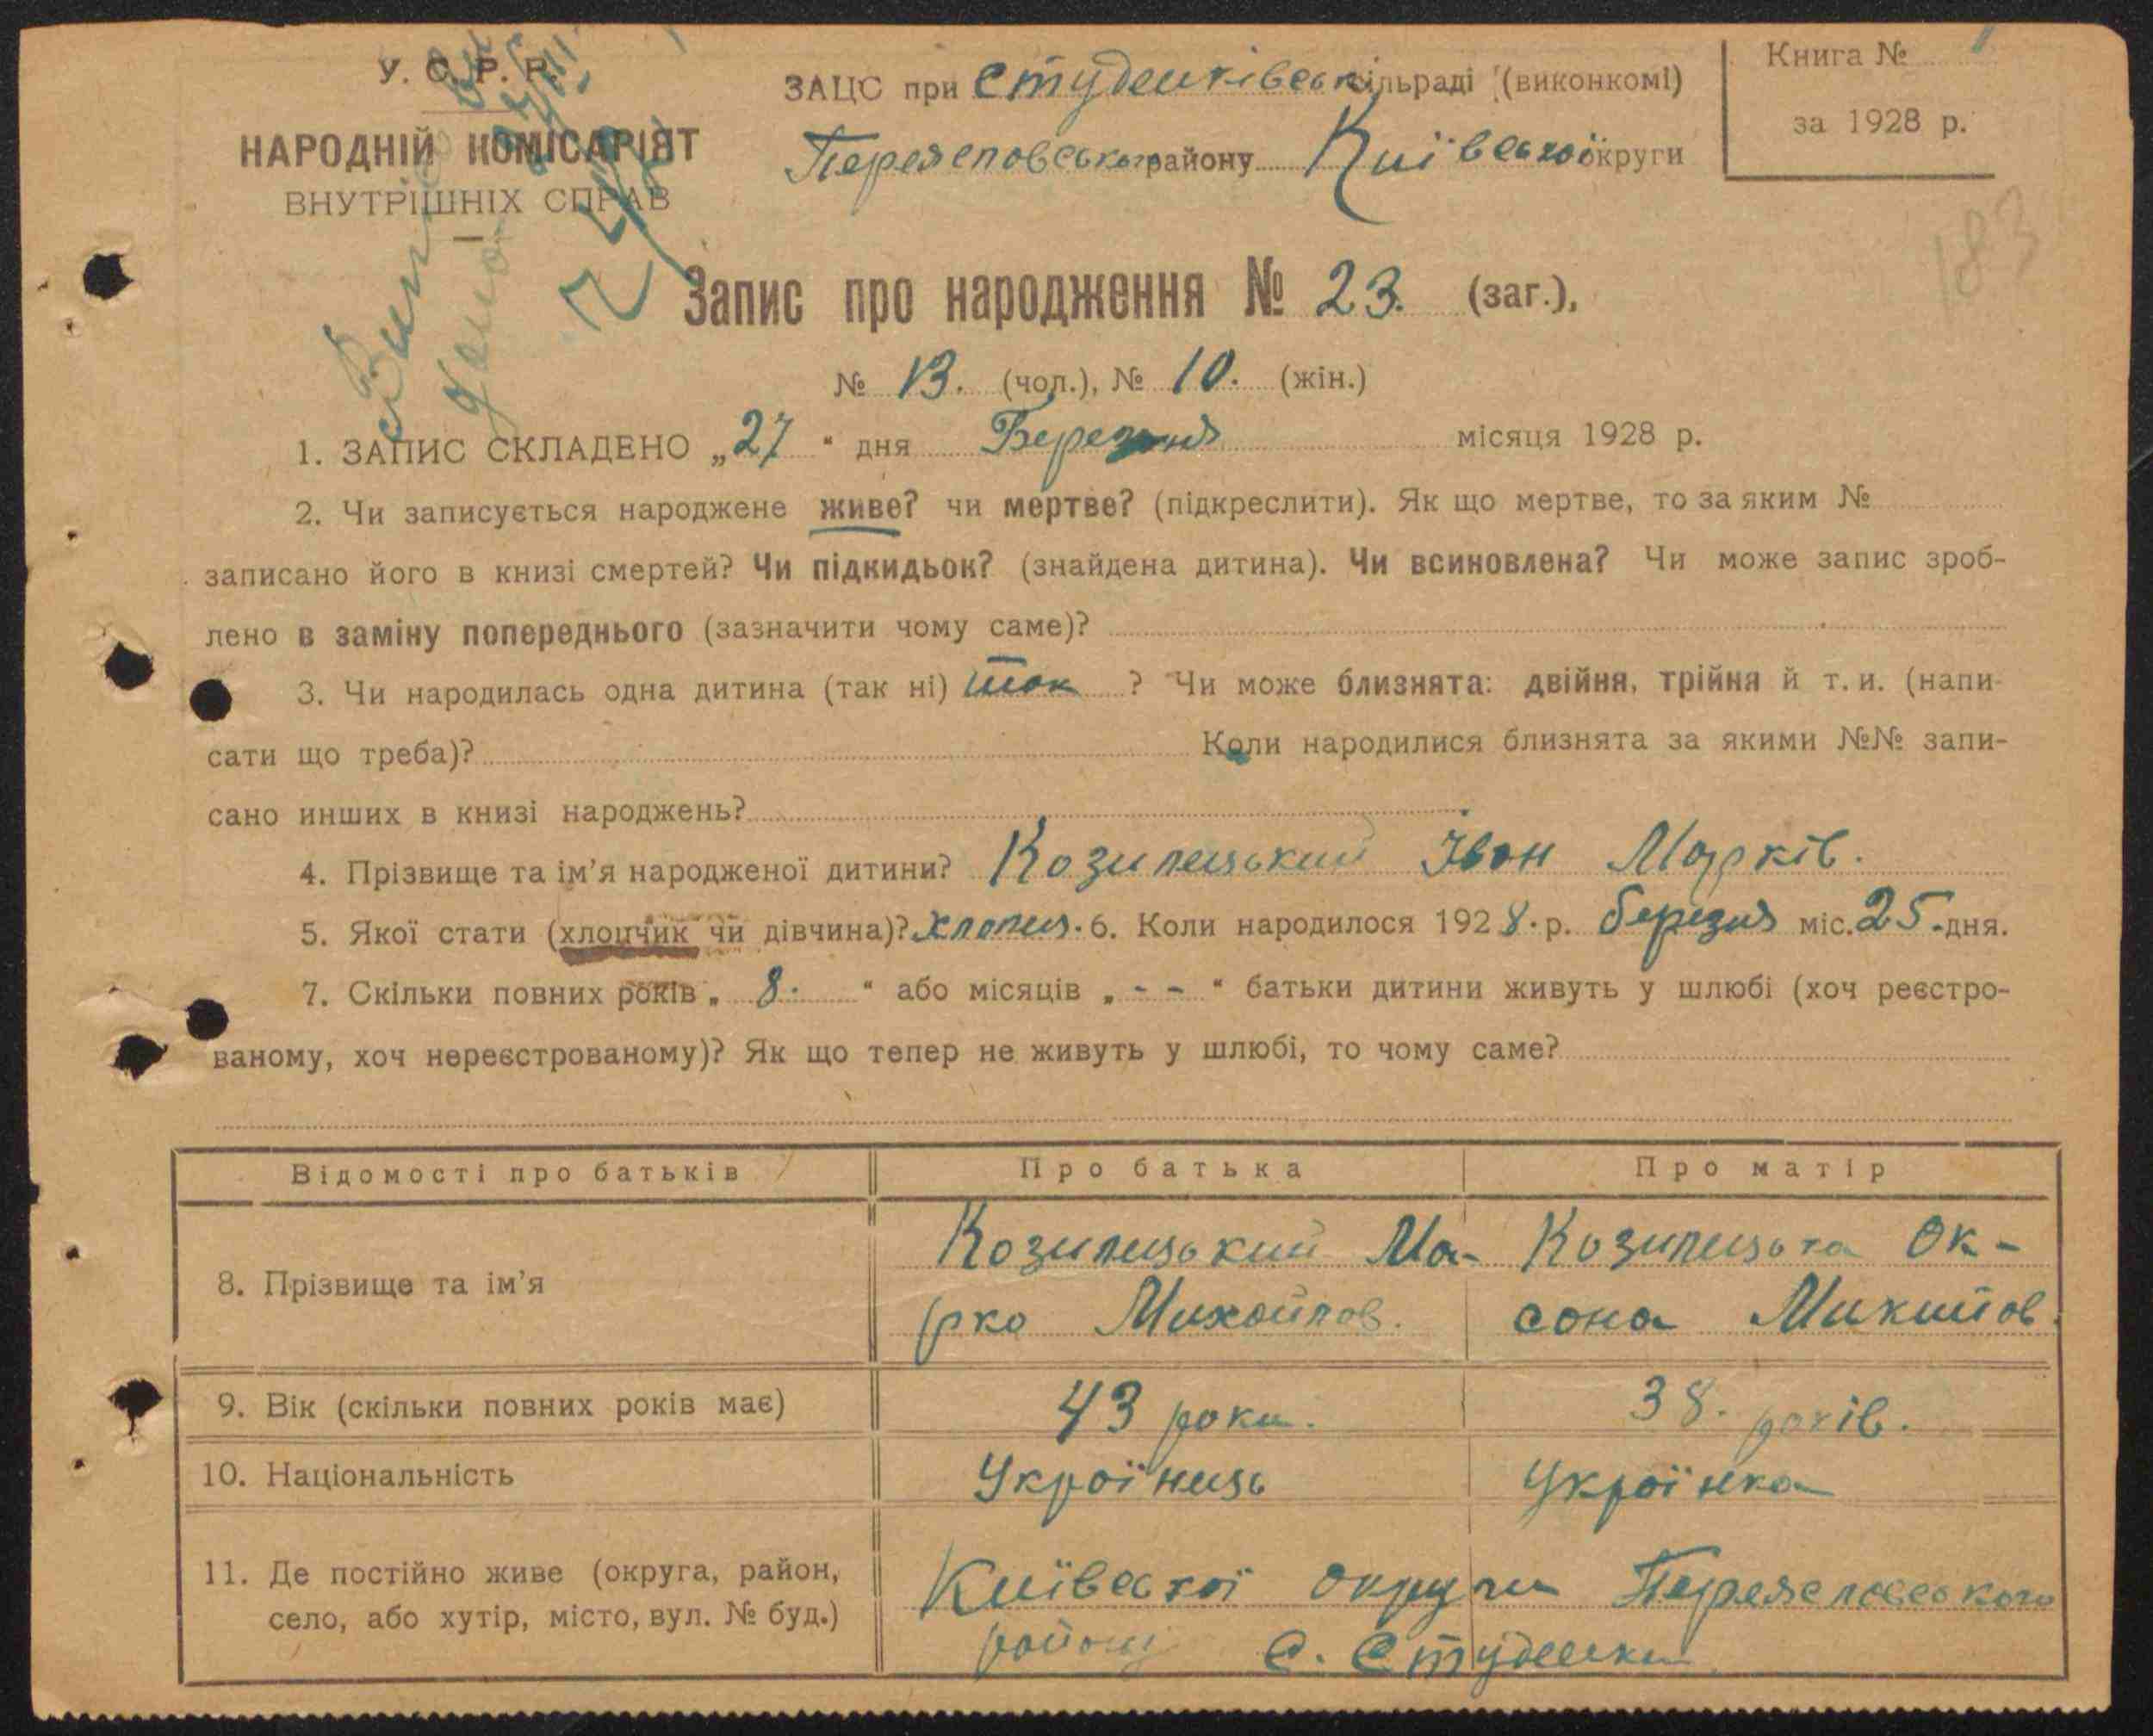 У. С. Р. Р.
НАРОДНІЙ КОМІСАРІЯТ
ВНУТРІШНІХ СПРАВ
ЗАЦС при Студенківськ сільраді (виконкомі)
Переяславського району Київської округи
Книга №
за 1928 р.
183
Запис про народження № 23. (заг.),
№ 13. (чол.), № 10. (жін.)
1. ЗАПИС СКЛАДЕНО „27 “ дня Березня місяця 1928 р.
2. Чи записується народжене живе? чи мертве? (підкреслити). Як що мертве, то за яким №
записано його в книзі смертей? Чи підкидьок? (знайдена дитина). Чи всиновлена? Чи може запис зроб-
лено в заміну попереднього (зазначити чому саме)?
3. Чи народилась одна дитина (так ні) так ? Чи може близнята: двійня, трійня й т. и. (напи-
сати що треба)? Коли народилися близнята за якими №№ запи-
сано инших в книзі народжень?
4. Прізвище та ім’я народженої дитини? Козилецький Іван Марків.
5. Якої стати (хлопчик чи дівчина)? хлопец. 6. Коли народилося 1928. р. березня міс. 25. дня.
7. Скільки повних років „ 8. “ або місяців „ - - “ батьки дитини живуть у шлюбі (хоч реєстро-
ваному, хоч нереєстрованому)? Як що тепер не живуть у шлюбі, то чому саме?
Відомості про батьків Про батька Про матір
8. Прізвище та ім’я
Козилецький Ма-
рко Михайлов.
Козилецька Ок-
сана Микитов.
9. Вік (скільки повних років має) 43 роки. 38. років.
10. Національність Українець Українка
11. Де постійно живе (округа, район,
село, або хутір, місто, вул. № буд.)
Київської округи Переяславського
району с. Студенки